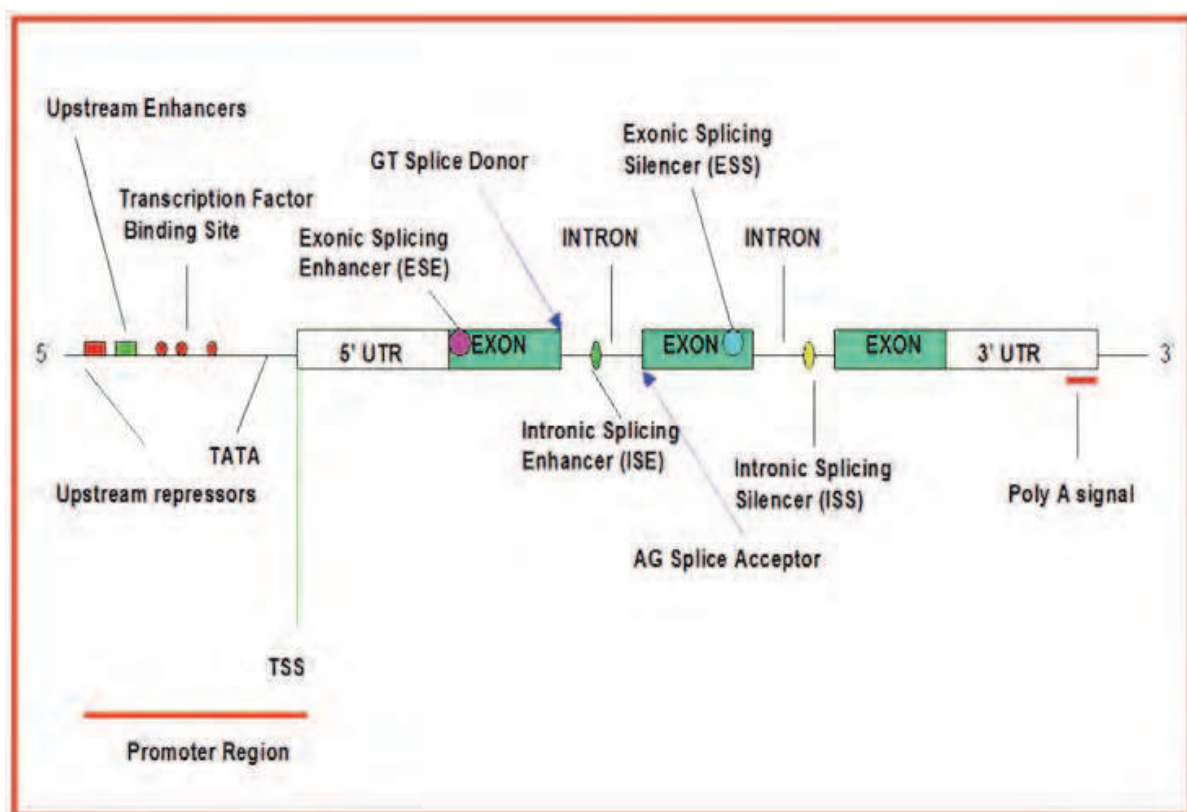 Upstream Enhancers
Transcription Factor
Binding Site
GT Splice Donor
Exonic Splicing
Enhancer (ESE)
Exonic Splicing
Silencer (ESS)
INTRON
INTRON
5'
5' UTR
EXON
EXON
EXON
3' UTR
3'
TATA
Upstream repressors
Intronic Splicing
Enhancer (ISE)
Intronic Splicing
Silencer (ISS)
Poly A signal
AG Splice Acceptor
TSS
Promoter Region